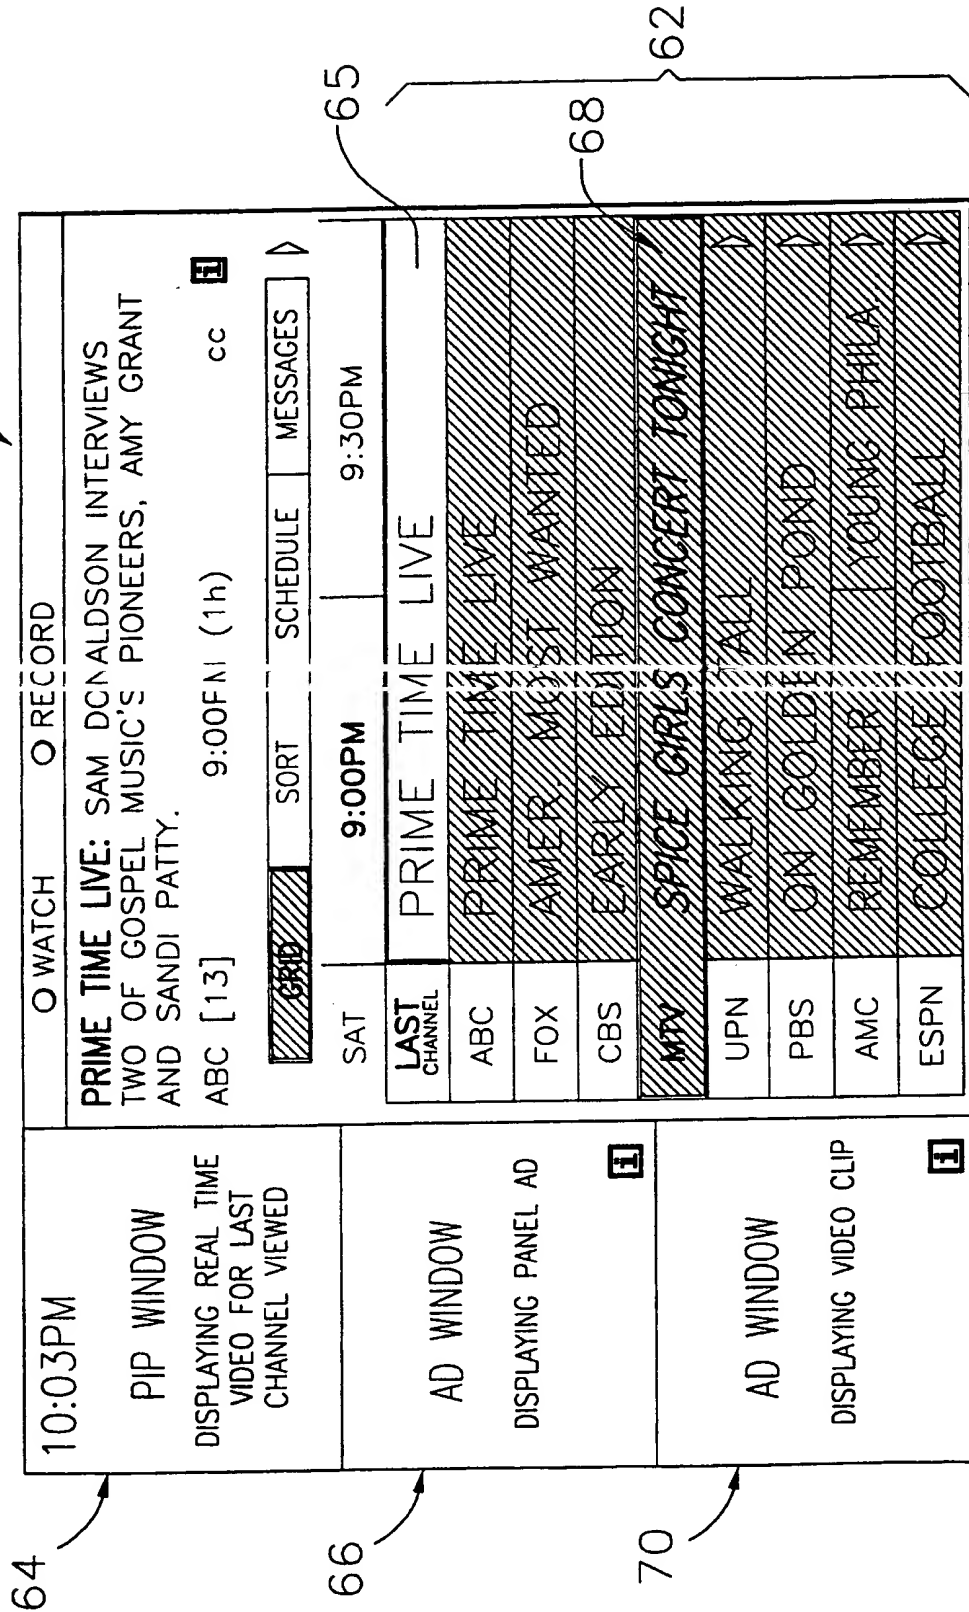 10:03PM
PIP WINDOW
DISPLAYING REAL TIME
VIDEO FOR LAST
CHANNEL VIEWED
AD WINDOW
DISPLAYING PANEL AD
i
AD WINDOW
DISPLAYING VIDEO CLIP
i
O WATCH O RECORD
PRIME TIME LIVE: SAM DONALDSON INTERVIEWS
TWO OF GOSPEL MUSIC'S PIONEERS, AMY GRANT
AND SANDI PATTY.
ABC [13] 9:00PM (1h) cc i
GRID SORT SCHEDULE MESSAGES
SAT 9:00PM 9:30PM
LAST
CHANNEL PRIME TIME LIVE
ABC PRIME TIME LIVE
FOX AMER. MOST WANTED
CBS EARLY EDITION
MTV SPICE GIRLS CONCERT TONIGHT
UPN WALKING TALL
PBS ON GOLDEN POND
AMC REMEMBER YOUNG PHILA..
ESPN COLLEGE FOOTBALL
64
66
70
65
68
62